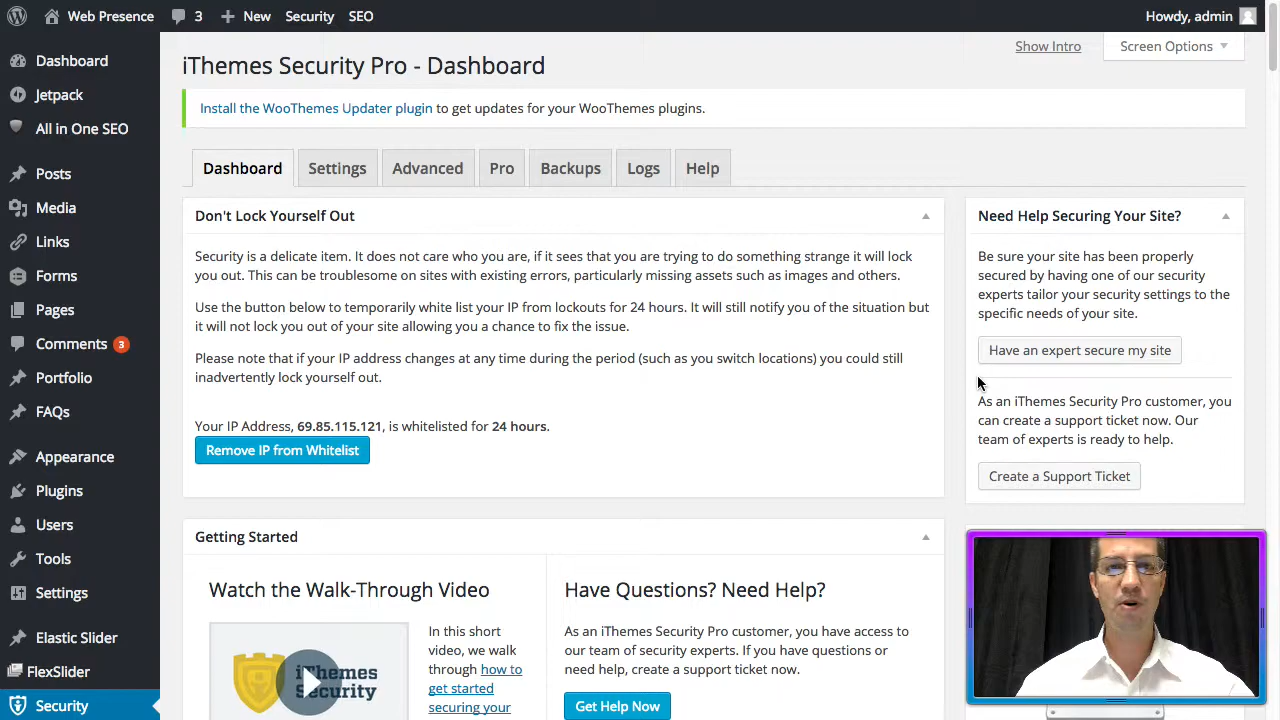 Web Presence
3
New
Security
SEO
Howdy, admin
Dashboard
Jetpack
All in One SEO
Posts
Media
Links
Forms
Pages
Comments 3
Portfolio
FAQs
Appearance
Plugins
Users
Tools
Settings
Elastic Slider
FlexSlider
Security
Show Intro
Screen Options
iThemes Security Pro - Dashboard
Install the WooThemes Updater plugin to get updates for your WooThemes plugins.
Dashboard
Settings
Advanced
Pro
Backups
Logs
Help
Don't Lock Yourself Out
Security is a delicate item. It does not care who you are, if it sees that you are trying to do something strange it will lock
you out. This can be troublesome on sites with existing errors, particularly missing assets such as images and others.
Use the button below to temporarily white list your IP from lockouts for 24 hours. It will still notify you of the situation but
it will not lock you out of your site allowing you a chance to fix the issue.
Please note that if your IP address changes at any time during the period (such as you switch locations) you could still
inadvertently lock yourself out.
Your IP Address, 69.85.115.121, is whitelisted for 24 hours.
Remove IP from Whitelist
Need Help Securing Your Site?
Be sure your site has been properly
secured by having one of our security
experts tailor your security settings to the
specific needs of your site.
Have an expert secure my site
As an iThemes Security Pro customer, you
can create a support ticket now. Our
team of experts is ready to help.
Create a Support Ticket
Getting Started
Watch the Walk-Through Video
iThemes
Security
In this short
video, we walk
through how to
get started
securing your
Have Questions? Need Help?
As an iThemes Security Pro customer, you have access to
our team of security experts. If you have questions or
need help, create a support ticket now.
Get Help Now